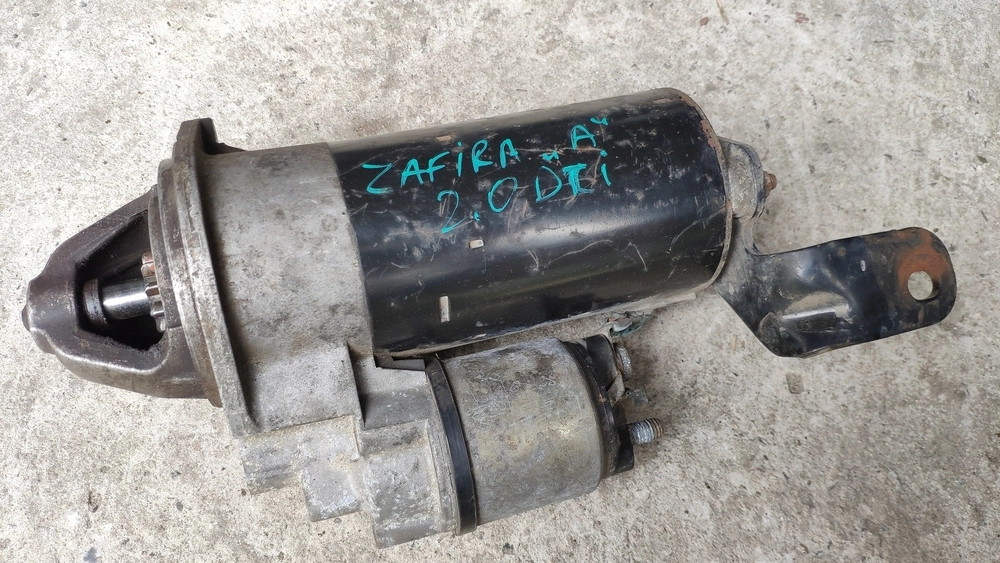 ZAFiRA „A"
2.0 DTi